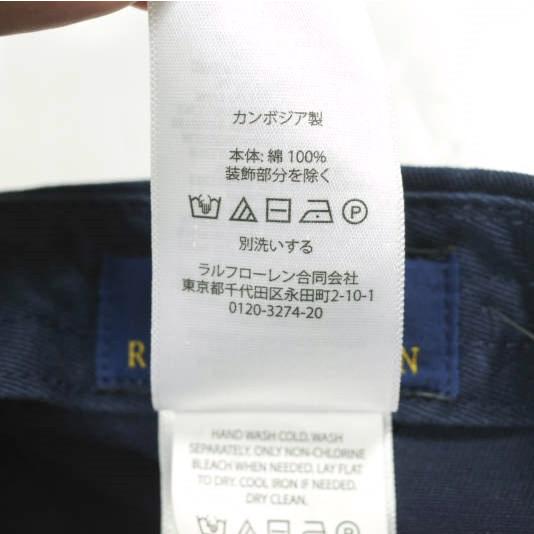 カンボジア製
本体: 綿 100%
装飾部分を除く
別洗いする
ラルフローレン合同会社
東京都千代田区永田町2-10-1
0120-3274-20
R N
HAND WASH COLD. WASH
SEPARATELY. ONLY NON-CHLORINE
BLEACH WHEN NEEDED. LAY FLAT
TO DRY. COOL IRON IF NEEDED.
DRY CLEAN.